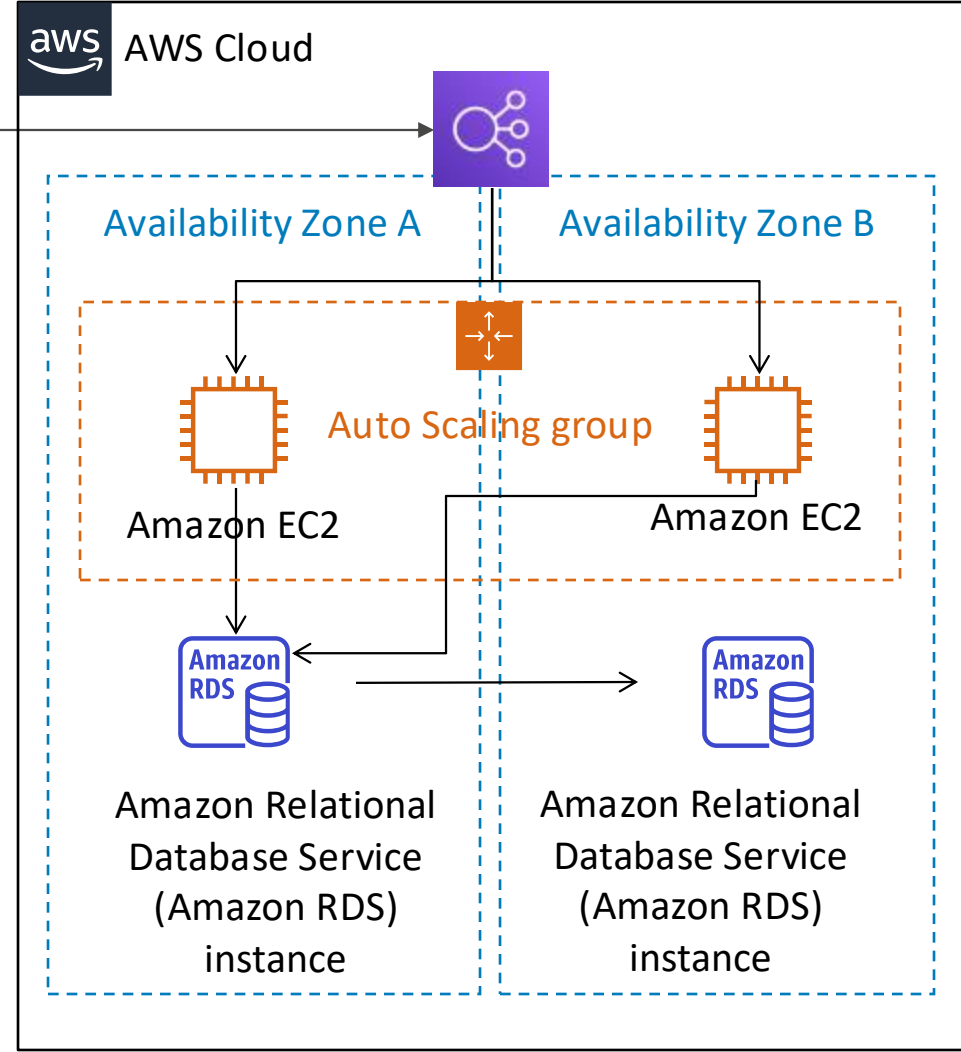 aws
AWS Cloud
Availability Zone A
Availability Zone B
Auto Scaling group
Amazon EC2
Amazon EC2
Amazon
RDS
Amazon
RDS
Amazon Relational
Database Service
(Amazon RDS)
instance
Amazon Relational
Database Service
(Amazon RDS)
instance